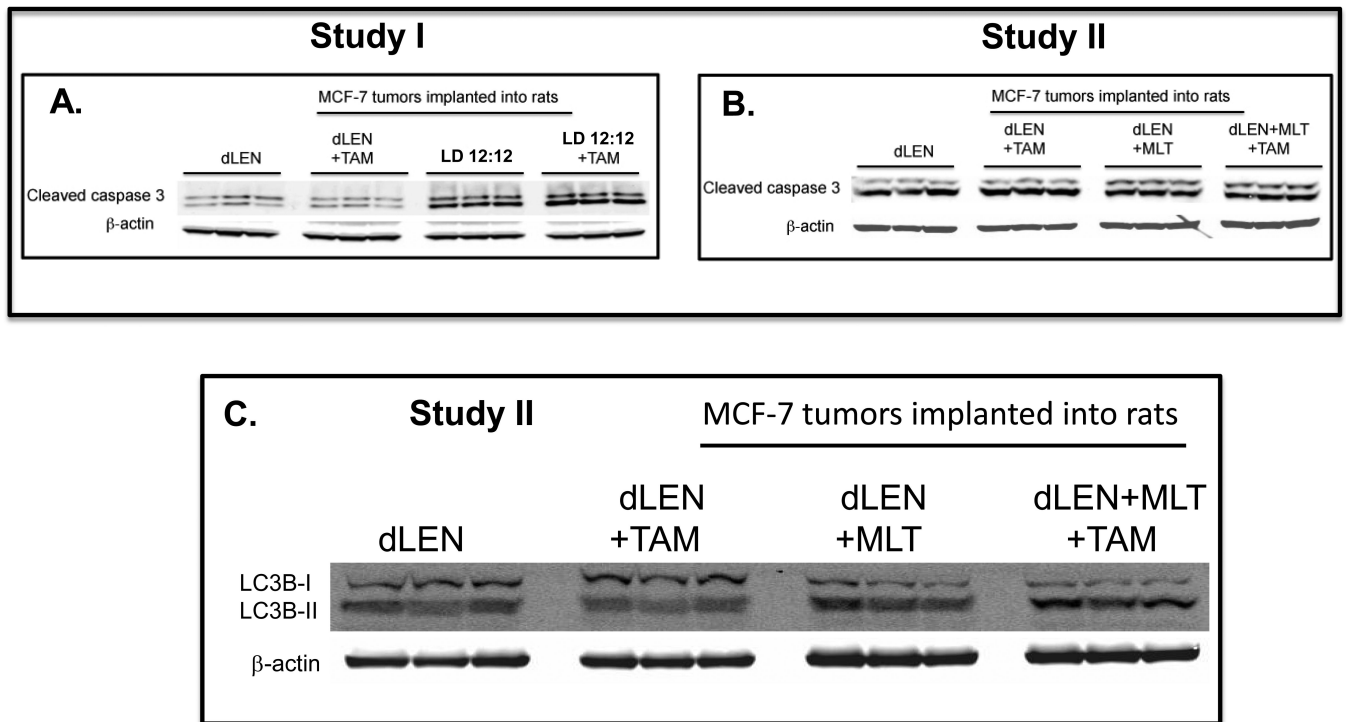 Study I
Study II
A.
MCF-7 tumors implanted into rats
dLEN
dLEN
+TAM
LD 12:12
LD 12:12
+TAM
Cleaved caspase 3
β-actin
B.
MCF-7 tumors implanted into rats
dLEN
dLEN
+TAM
dLEN
+MLT
dLEN+MLT
+TAM
Cleaved caspase 3
β-actin
C.
Study II
MCF-7 tumors implanted into rats
dLEN
dLEN
+TAM
dLEN
+MLT
dLEN+MLT
+TAM
LC3B-I
LC3B-II
β-actin